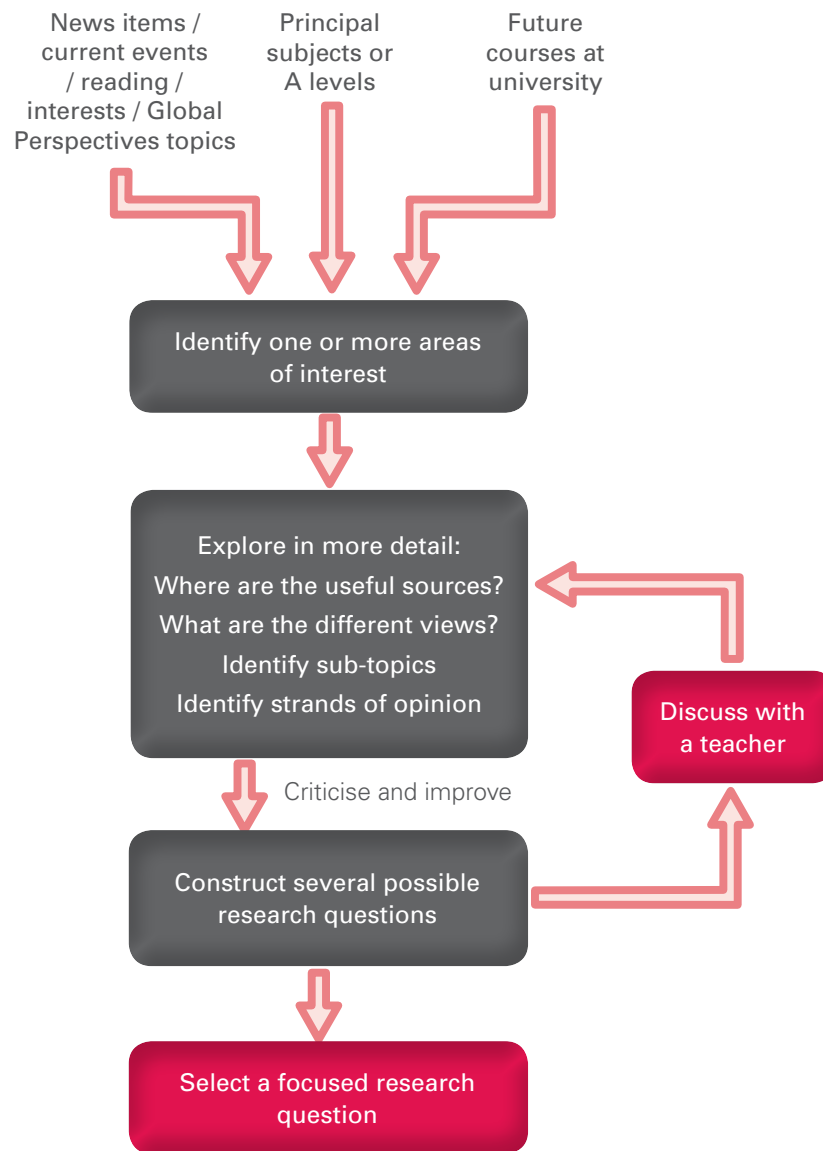 News items /
current events
/ reading /
interests / Global
Perspectives topics
Principal
subjects or
A levels
Future
courses at
university
Identify one or more areas
of interest
Explore in more detail:
Where are the useful sources?
What are the different views?
Identify sub-topics
Identify strands of opinion
Discuss with
a teacher
Criticise and improve
Construct several possible
research questions
Select a focused research
question